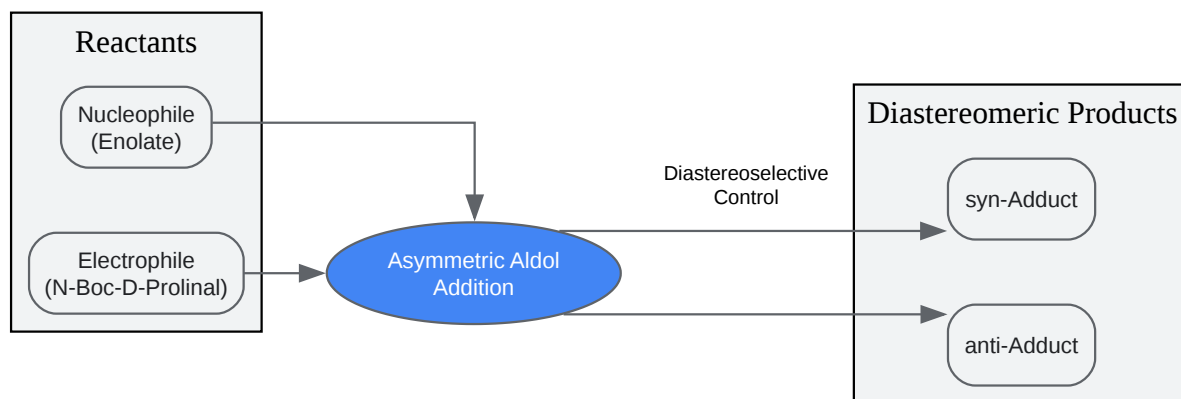 Reactants
Nucleophile
(Enolate)
Electrophile
(N-Boc-D-Prolinal)
Asymmetric Aldol
Addition
Diastereoselective
Control
Diastereomeric Products
syn-Adduct
anti-Adduct